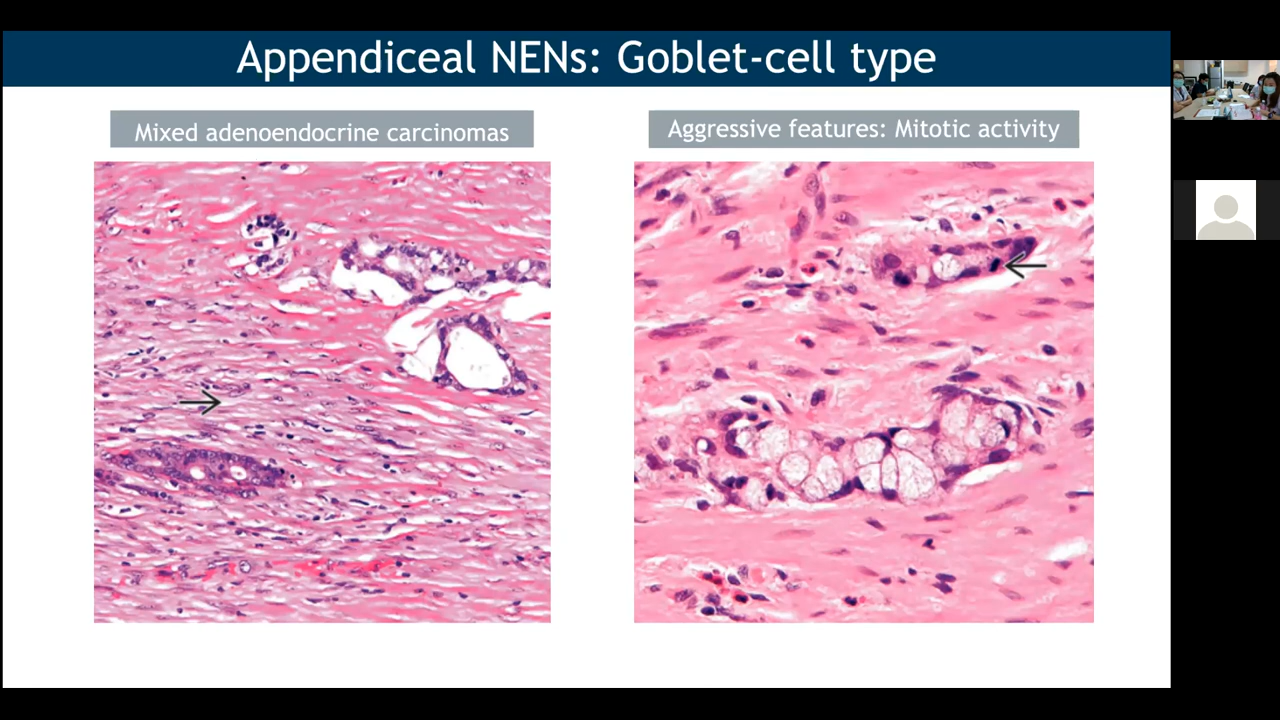 Appendiceal NENs: Goblet-cell type
Mixed adenoendocrine carcinomas
Aggressive features: Mitotic activity